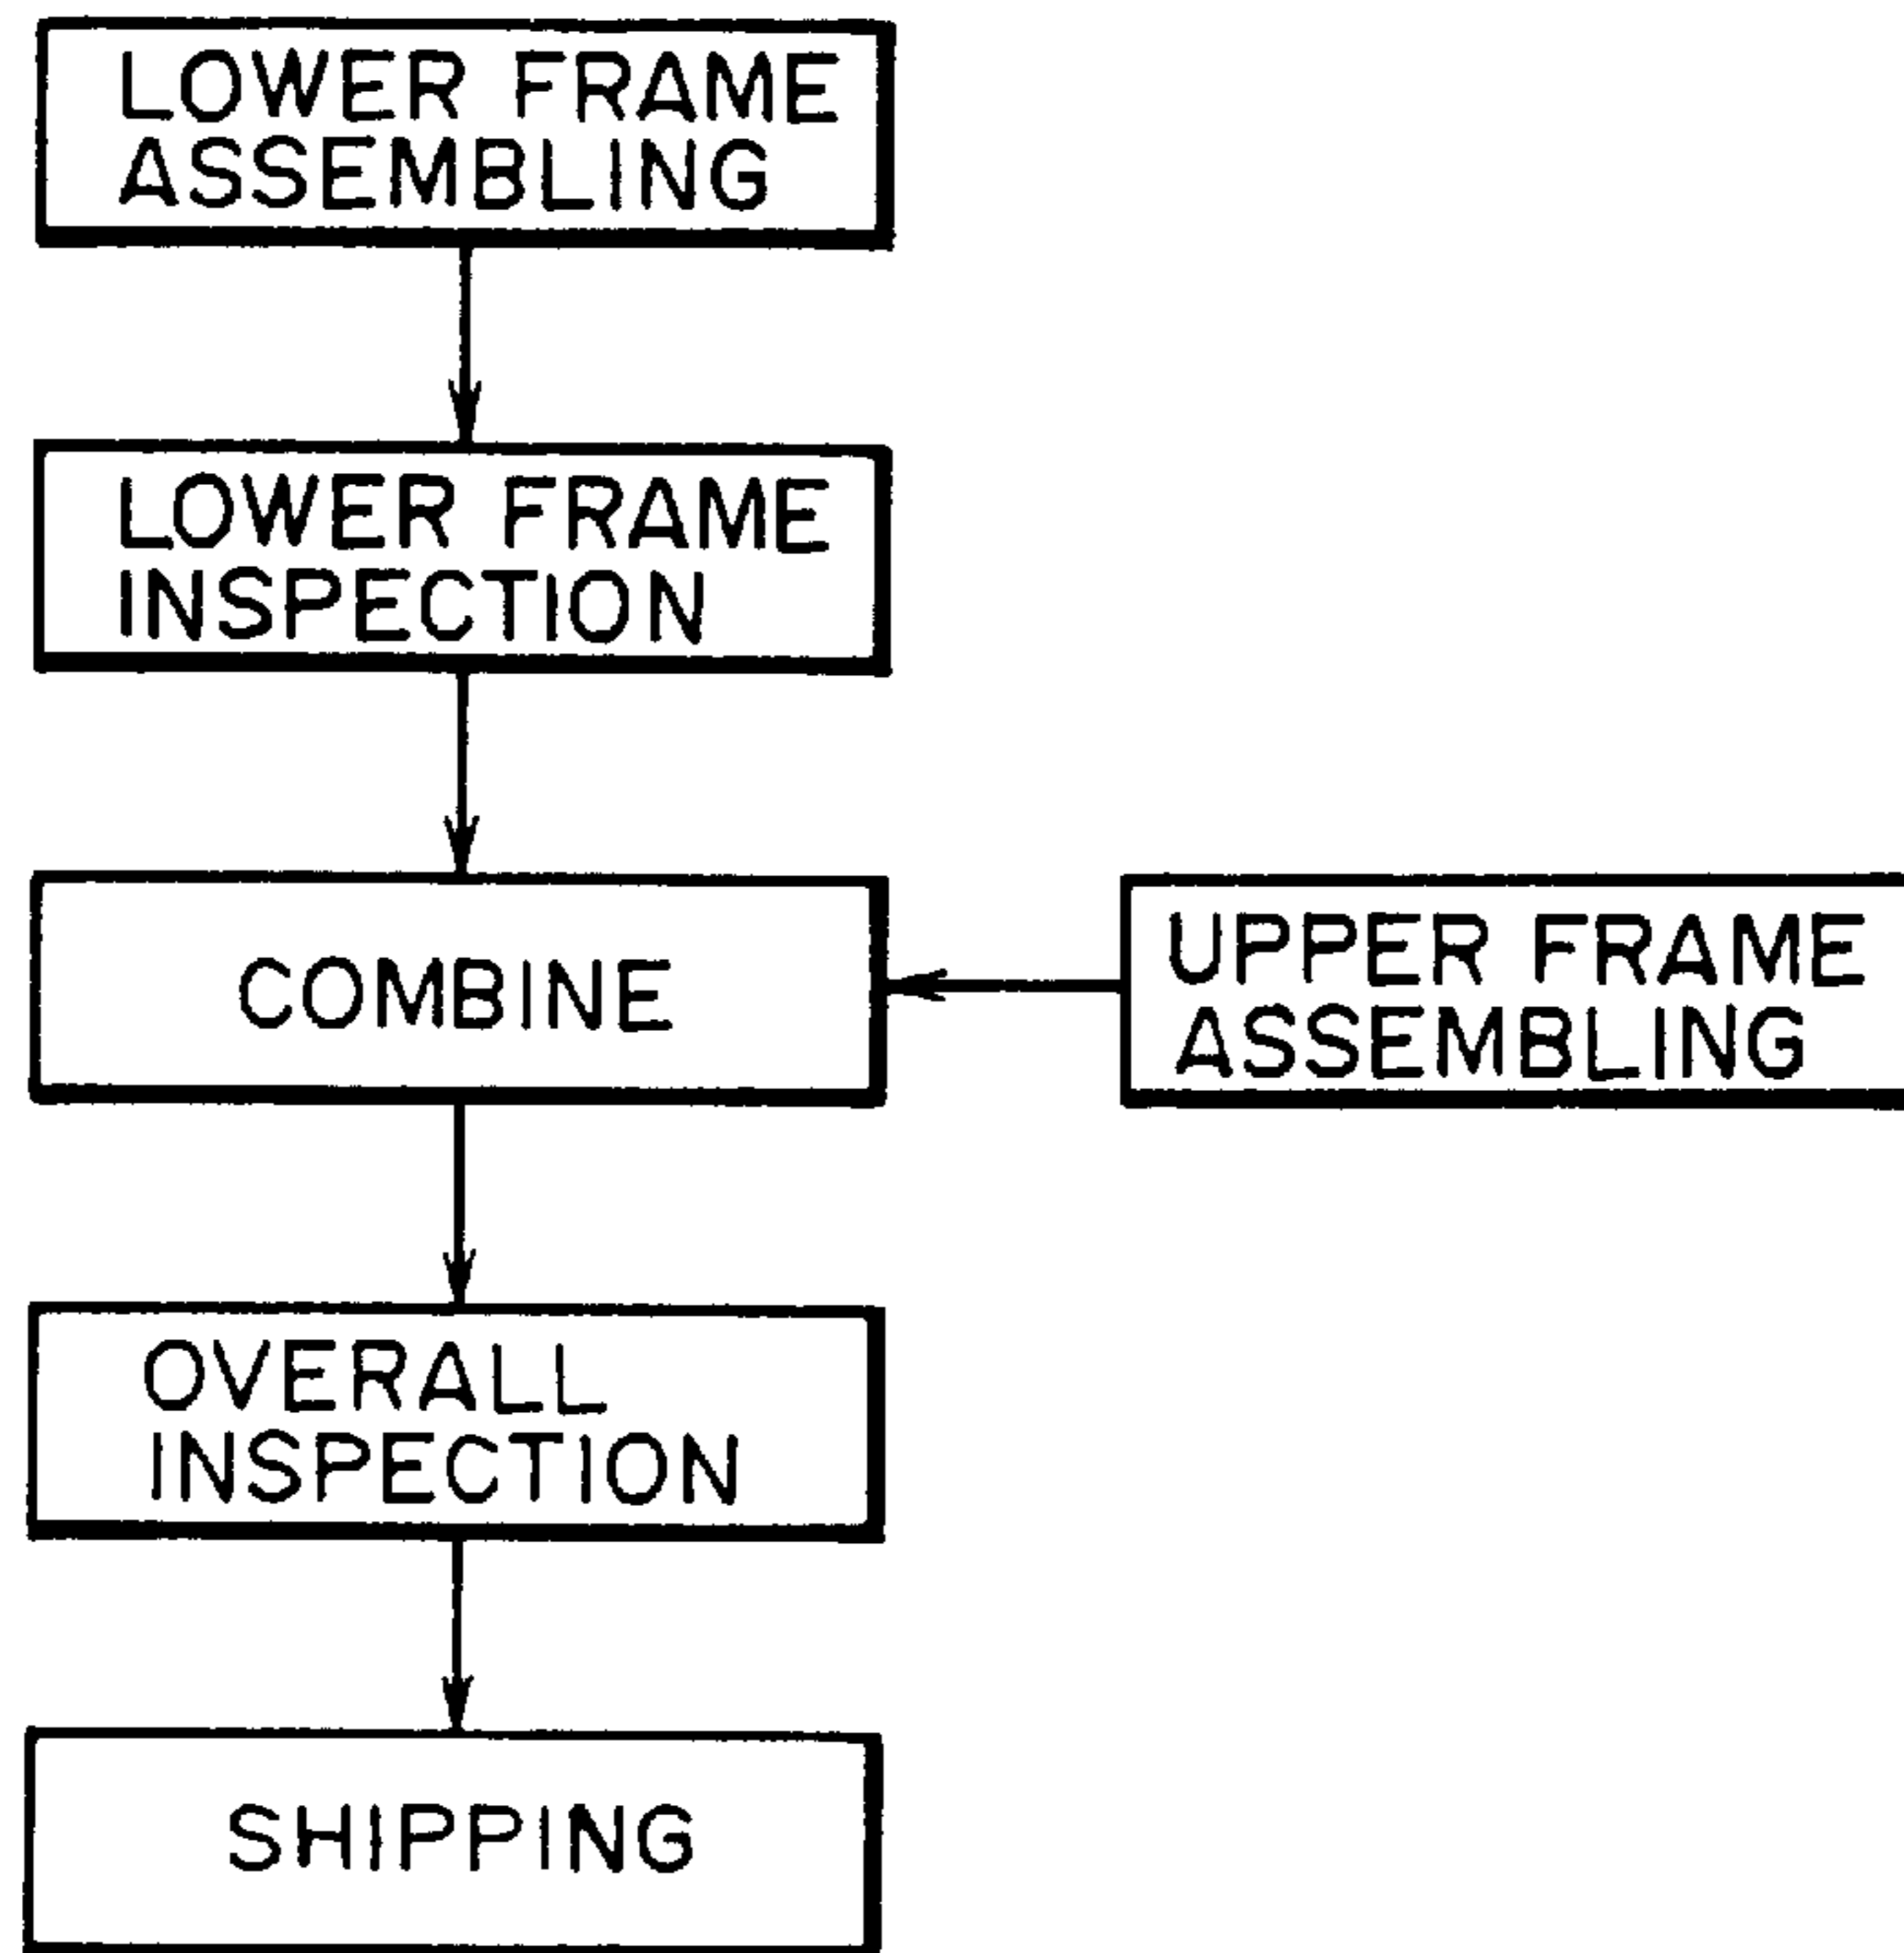 LOWER FRAME
ASSEMBLING
LOWER FRAME
INSPECTION
COMBINE
UPPER FRAME
ASSEMBLING
OVERALL
INSPECTION
SHIPPING